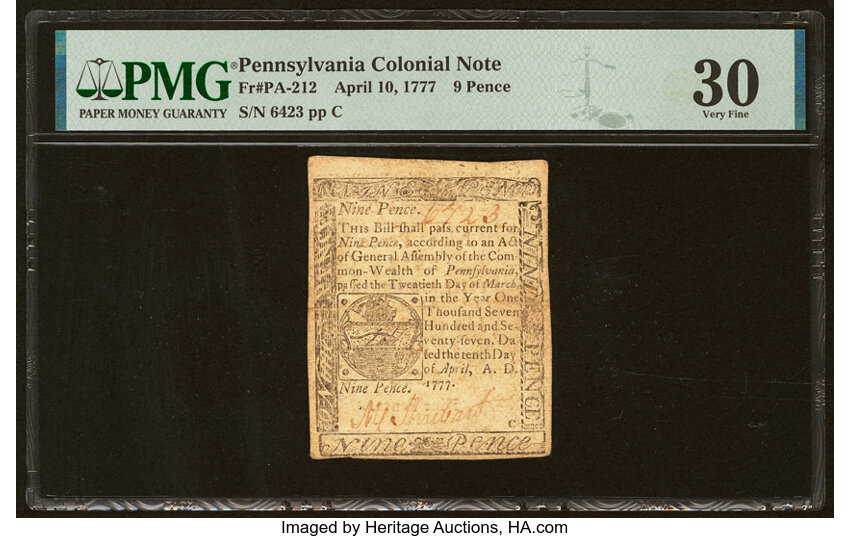 PMG
PAPER MONEY GUARANTY
Pennsylvania Colonial Note
Fr#PA-212 April 10, 1777 9 Pence
S/N 6423 pp C
30
Very Fine
Nine Pence.
6423
THIS Bill ſhall paſs current for
Nine Pence, according to an Act
of General Aſſembly of the Com-
mon-Wealth of Pennſylvania,
paſſed the Twentieth Day of March,
in the Year One
Thouſand Seven
Hundred and Se-
venty-ſeven. Da-
ted the tenth Day
of April, A. D.
1777.
Nine Pence.
C
NINE PENCE
Nine Pence
Imaged by Heritage Auctions, HA.com